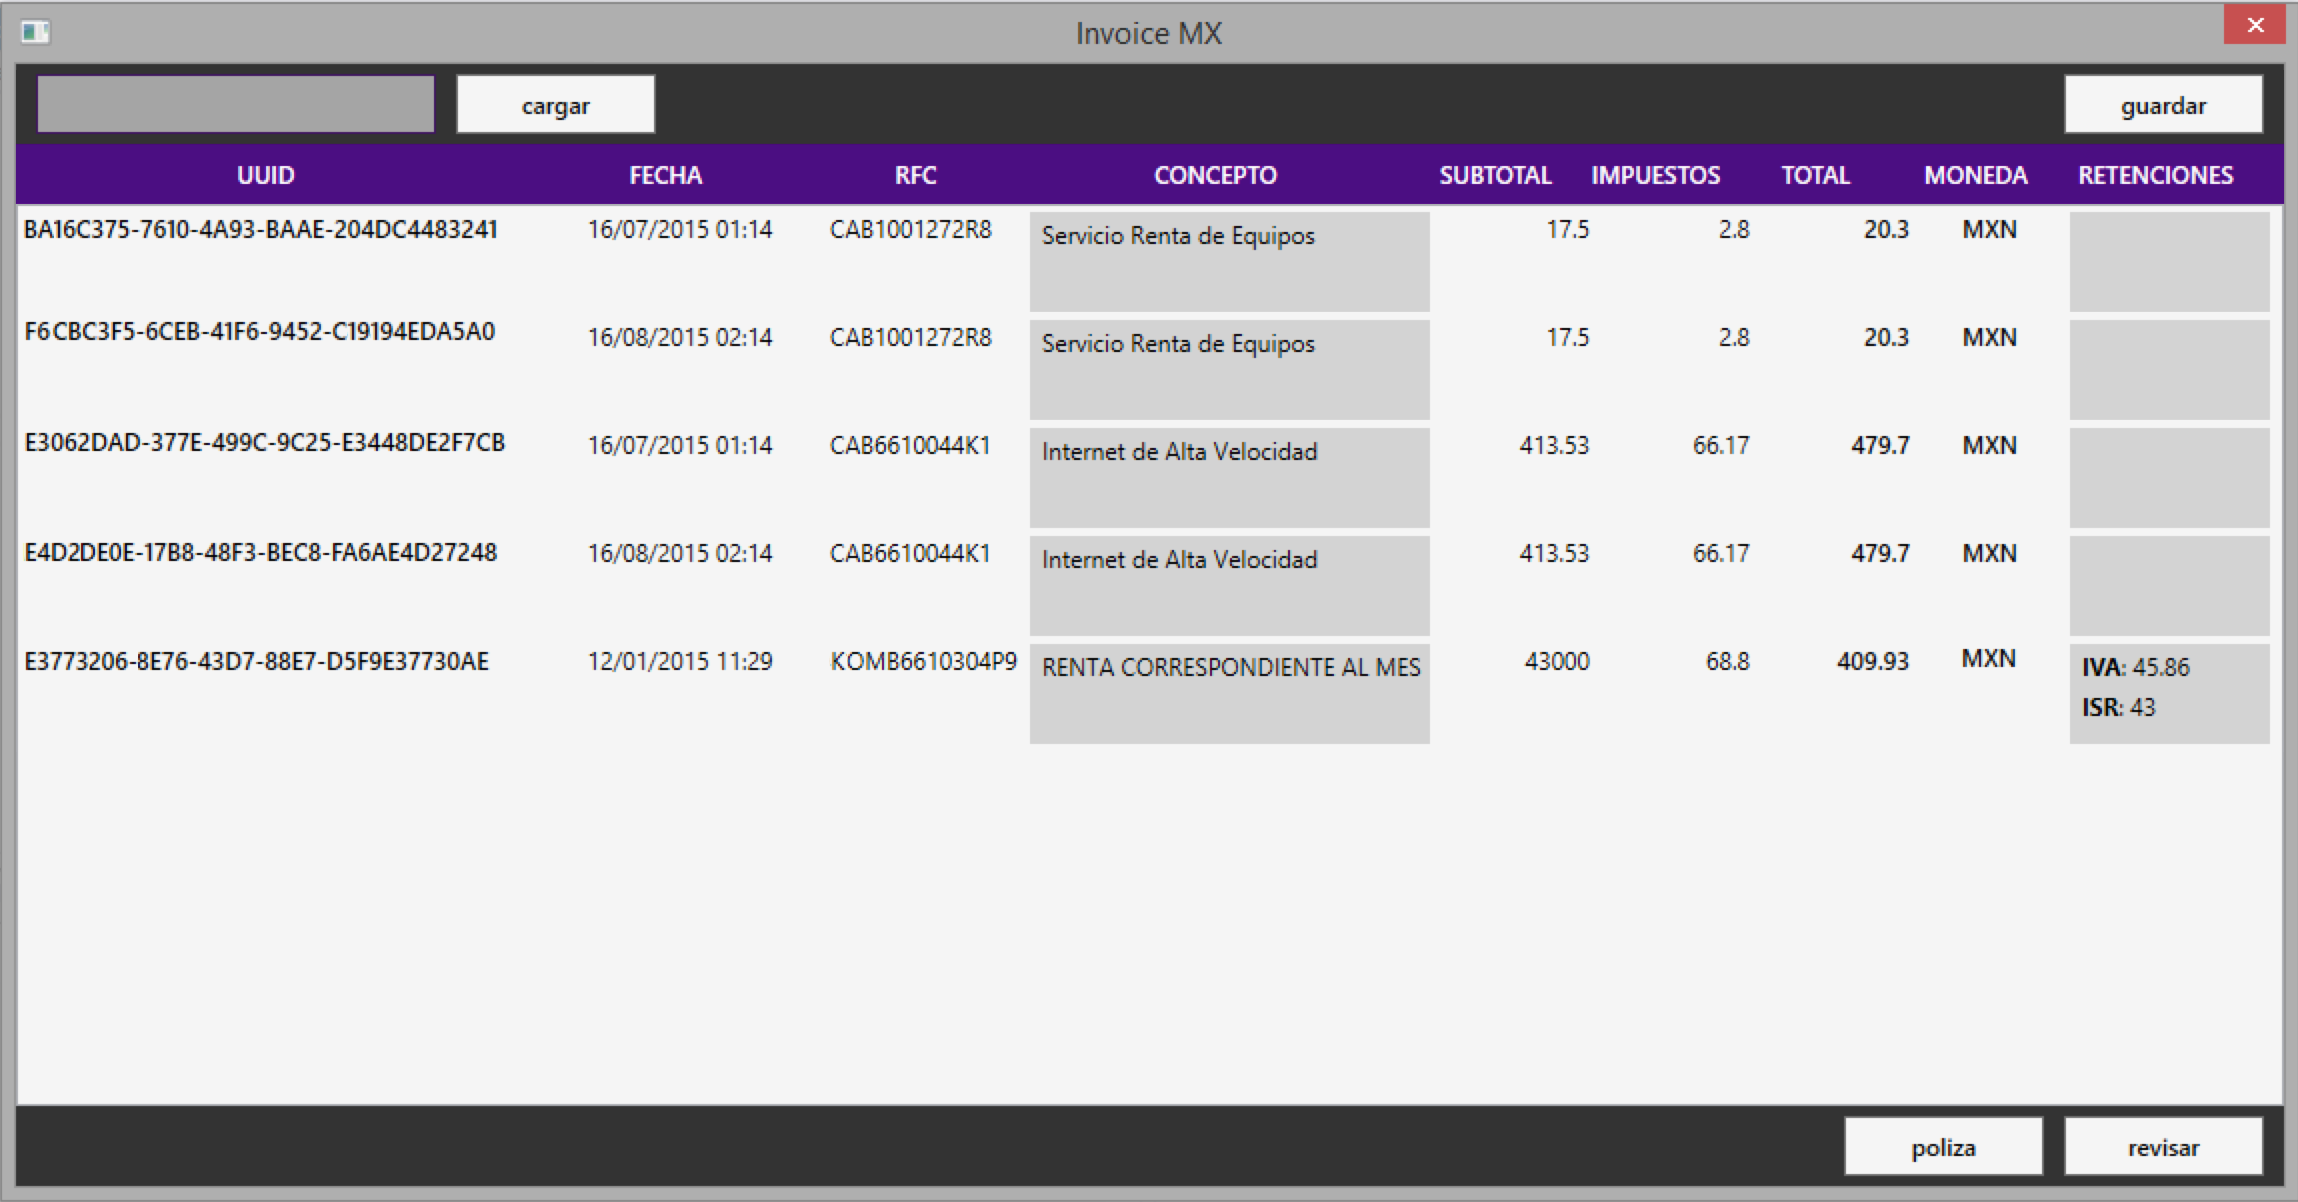 Invoice MX
cargar guardar
UUID FECHA RFC CONCEPTO SUBTOTAL IMPUESTOS TOTAL MONEDA RETENCIONES
BA16C375-7610-4A93-BAAE-204DC4483241 16/07/2015 01:14 CAB1001272R8 Servicio Renta de Equipos 17.5 2.8 20.3 MXN
F6CBC3F5-6CEB-41F6-9452-C19194EDA5A0 16/08/2015 02:14 CAB1001272R8 Servicio Renta de Equipos 17.5 2.8 20.3 MXN
E3062DAD-377E-499C-9C25-E3448DE2F7CB 16/07/2015 01:14 CAB6610044K1 Internet de Alta Velocidad 413.53 66.17 479.7 MXN
E4D2DE0E-17B8-48F3-BEC8-FA6AE4D27248 16/08/2015 02:14 CAB6610044K1 Internet de Alta Velocidad 413.53 66.17 479.7 MXN
E3773206-8E76-43D7-88E7-D5F9E37730AE 12/01/2015 11:29 KOMB6610304P9 RENTA CORRESPONDIENTE AL MES 43000 68.8 409.93 MXN IVA: 45.86
ISR: 43
poliza revisar